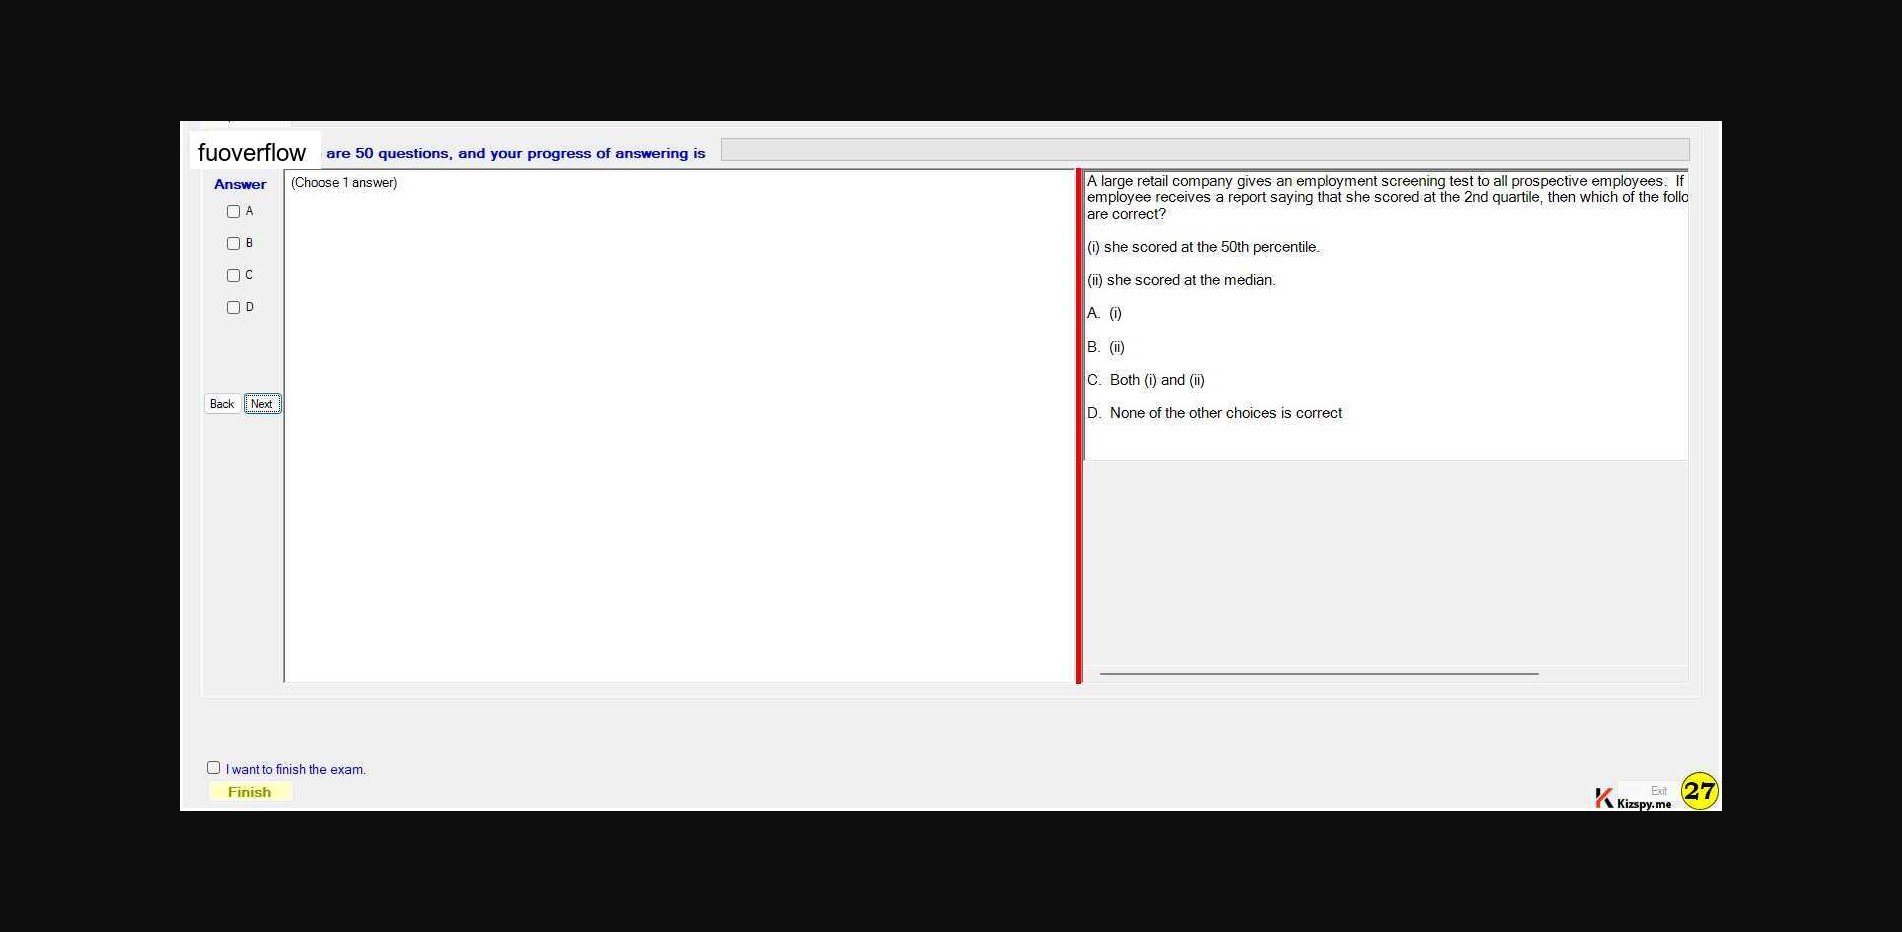 fuoverflow are 50 questions, and your progress of answering is
Answer
(Choose 1 answer)
A
B
C
D
Back Next
A large retail company gives an employment screening test to all prospective employees. If
employee receives a report saying that she scored at the 2nd quartile, then which of the follo
are correct?
(i) she scored at the 50th percentile.
(ii) she scored at the median.
A. (i)
B. (ii)
C. Both (i) and (ii)
D. None of the other choices is correct
I want to finish the exam.
Finish
Exit
Kizspy.me
27